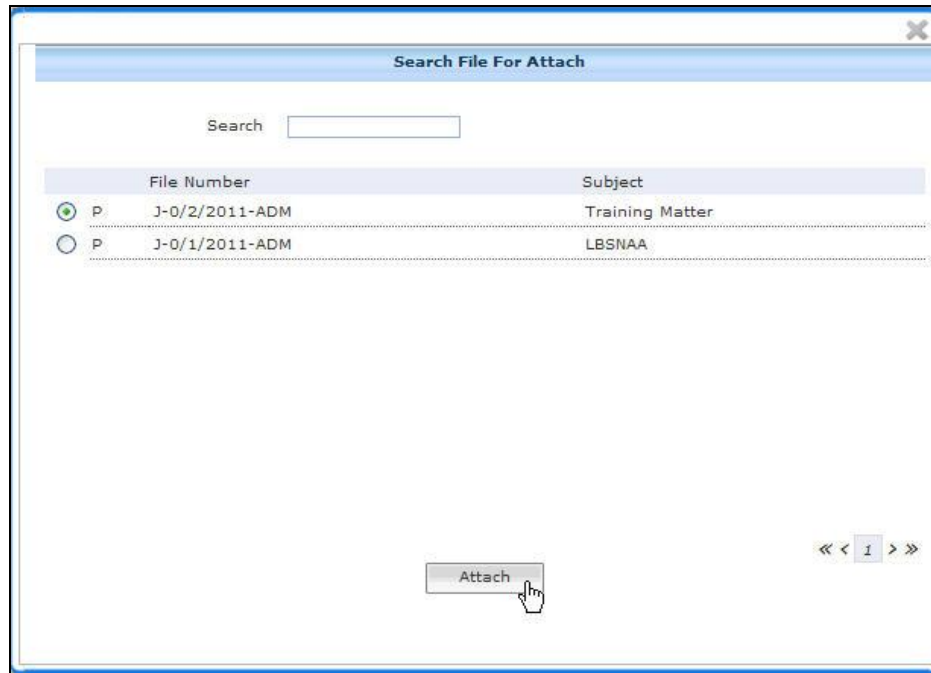 Search File For Attach
Search
File Number Subject
P J-0/2/2011-ADM Training Matter
P J-0/1/2011-ADM LBSNAA
« < 1 > »
Attach